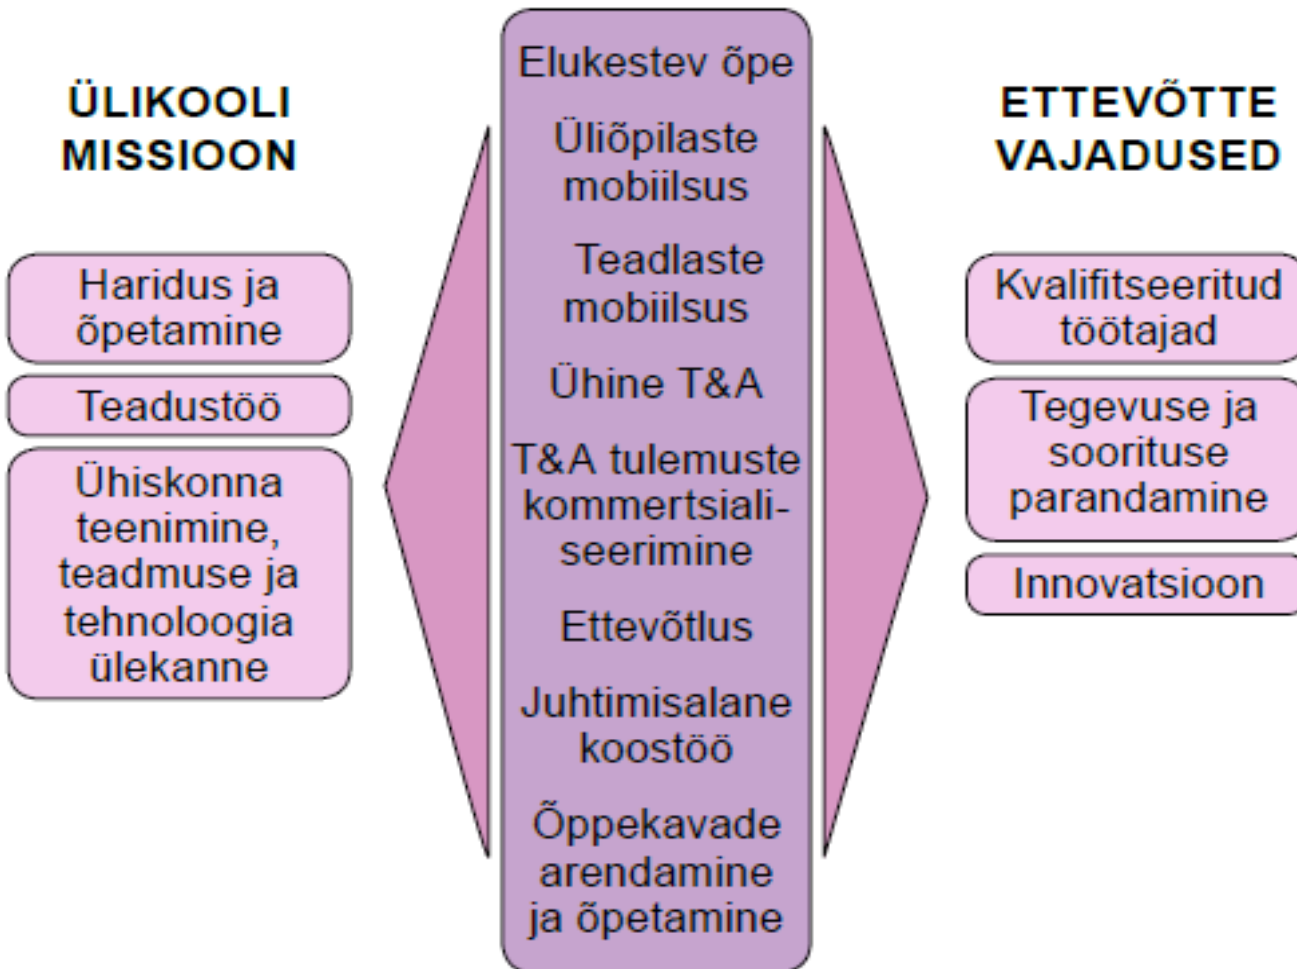 ÜLIKOOLI
MISSIOON
Haridus ja
õpetamine
Teadustöö
Ühiskonna
teenimine,
teadmuse ja
tehnoloogia
ülekanne
Elukestev õpe
Üliõpilaste
mobiilsus
Teadlaste
mobiilsus
Ühine T&A
T&A tulemuste
kommertsiali-
seerimine
Ettevõtlus
Juhtimisalane
koostöö
Õppekavade
arendamine
ja õpetamine
ETTEVÕTTE
VAJADUSED
Kvalifitseeritud
töötajad
Tegevuse ja
soorituse
parandamine
Innovatsioon